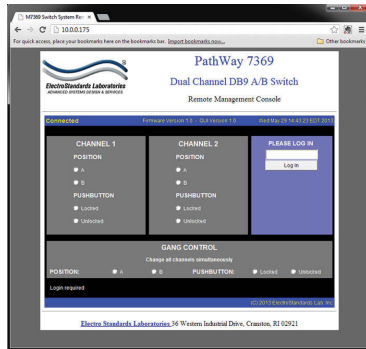 M7369 Switch System Rem
10.0.0.175
For quick access, place your bookmarks here on the bookmarks bar. Import bookmarks now...
Other bookmarks
ElectroStandards Laboratories
ADVANCED SYSTEMS DESIGN & SERVICES
PathWay 7369
Dual Channel DB9 A/B Switch
Remote Management Console
Connected
Firmware Version 1.0 - GUI Version 1.0
Wed May 29 14:43:23 EDT 2013
CHANNEL 1
POSITION
A
B
PUSHBUTTON
Locked
Unlocked
CHANNEL 2
POSITION
A
B
PUSHBUTTON
Locked
Unlocked
PLEASE LOG IN
Log In
GANG CONTROL
Change all channels simultaneously
POSITION: A B PUSHBUTTON: Locked Unlocked
Login required
(C) 2013 ElectroStandards Lab. Inc
Electro Standards Laboratories 36 Western Industrial Drive, Cranston, RI 02921